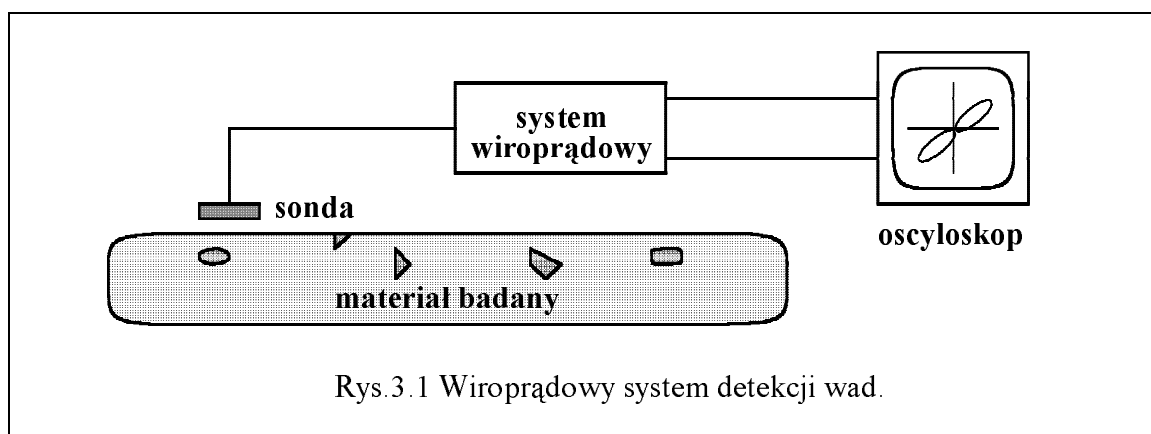 system
wiroprądowy
sonda
oscyloskop
materiał badany
Rys.3.1 Wiroprądowy system detekcji wad.